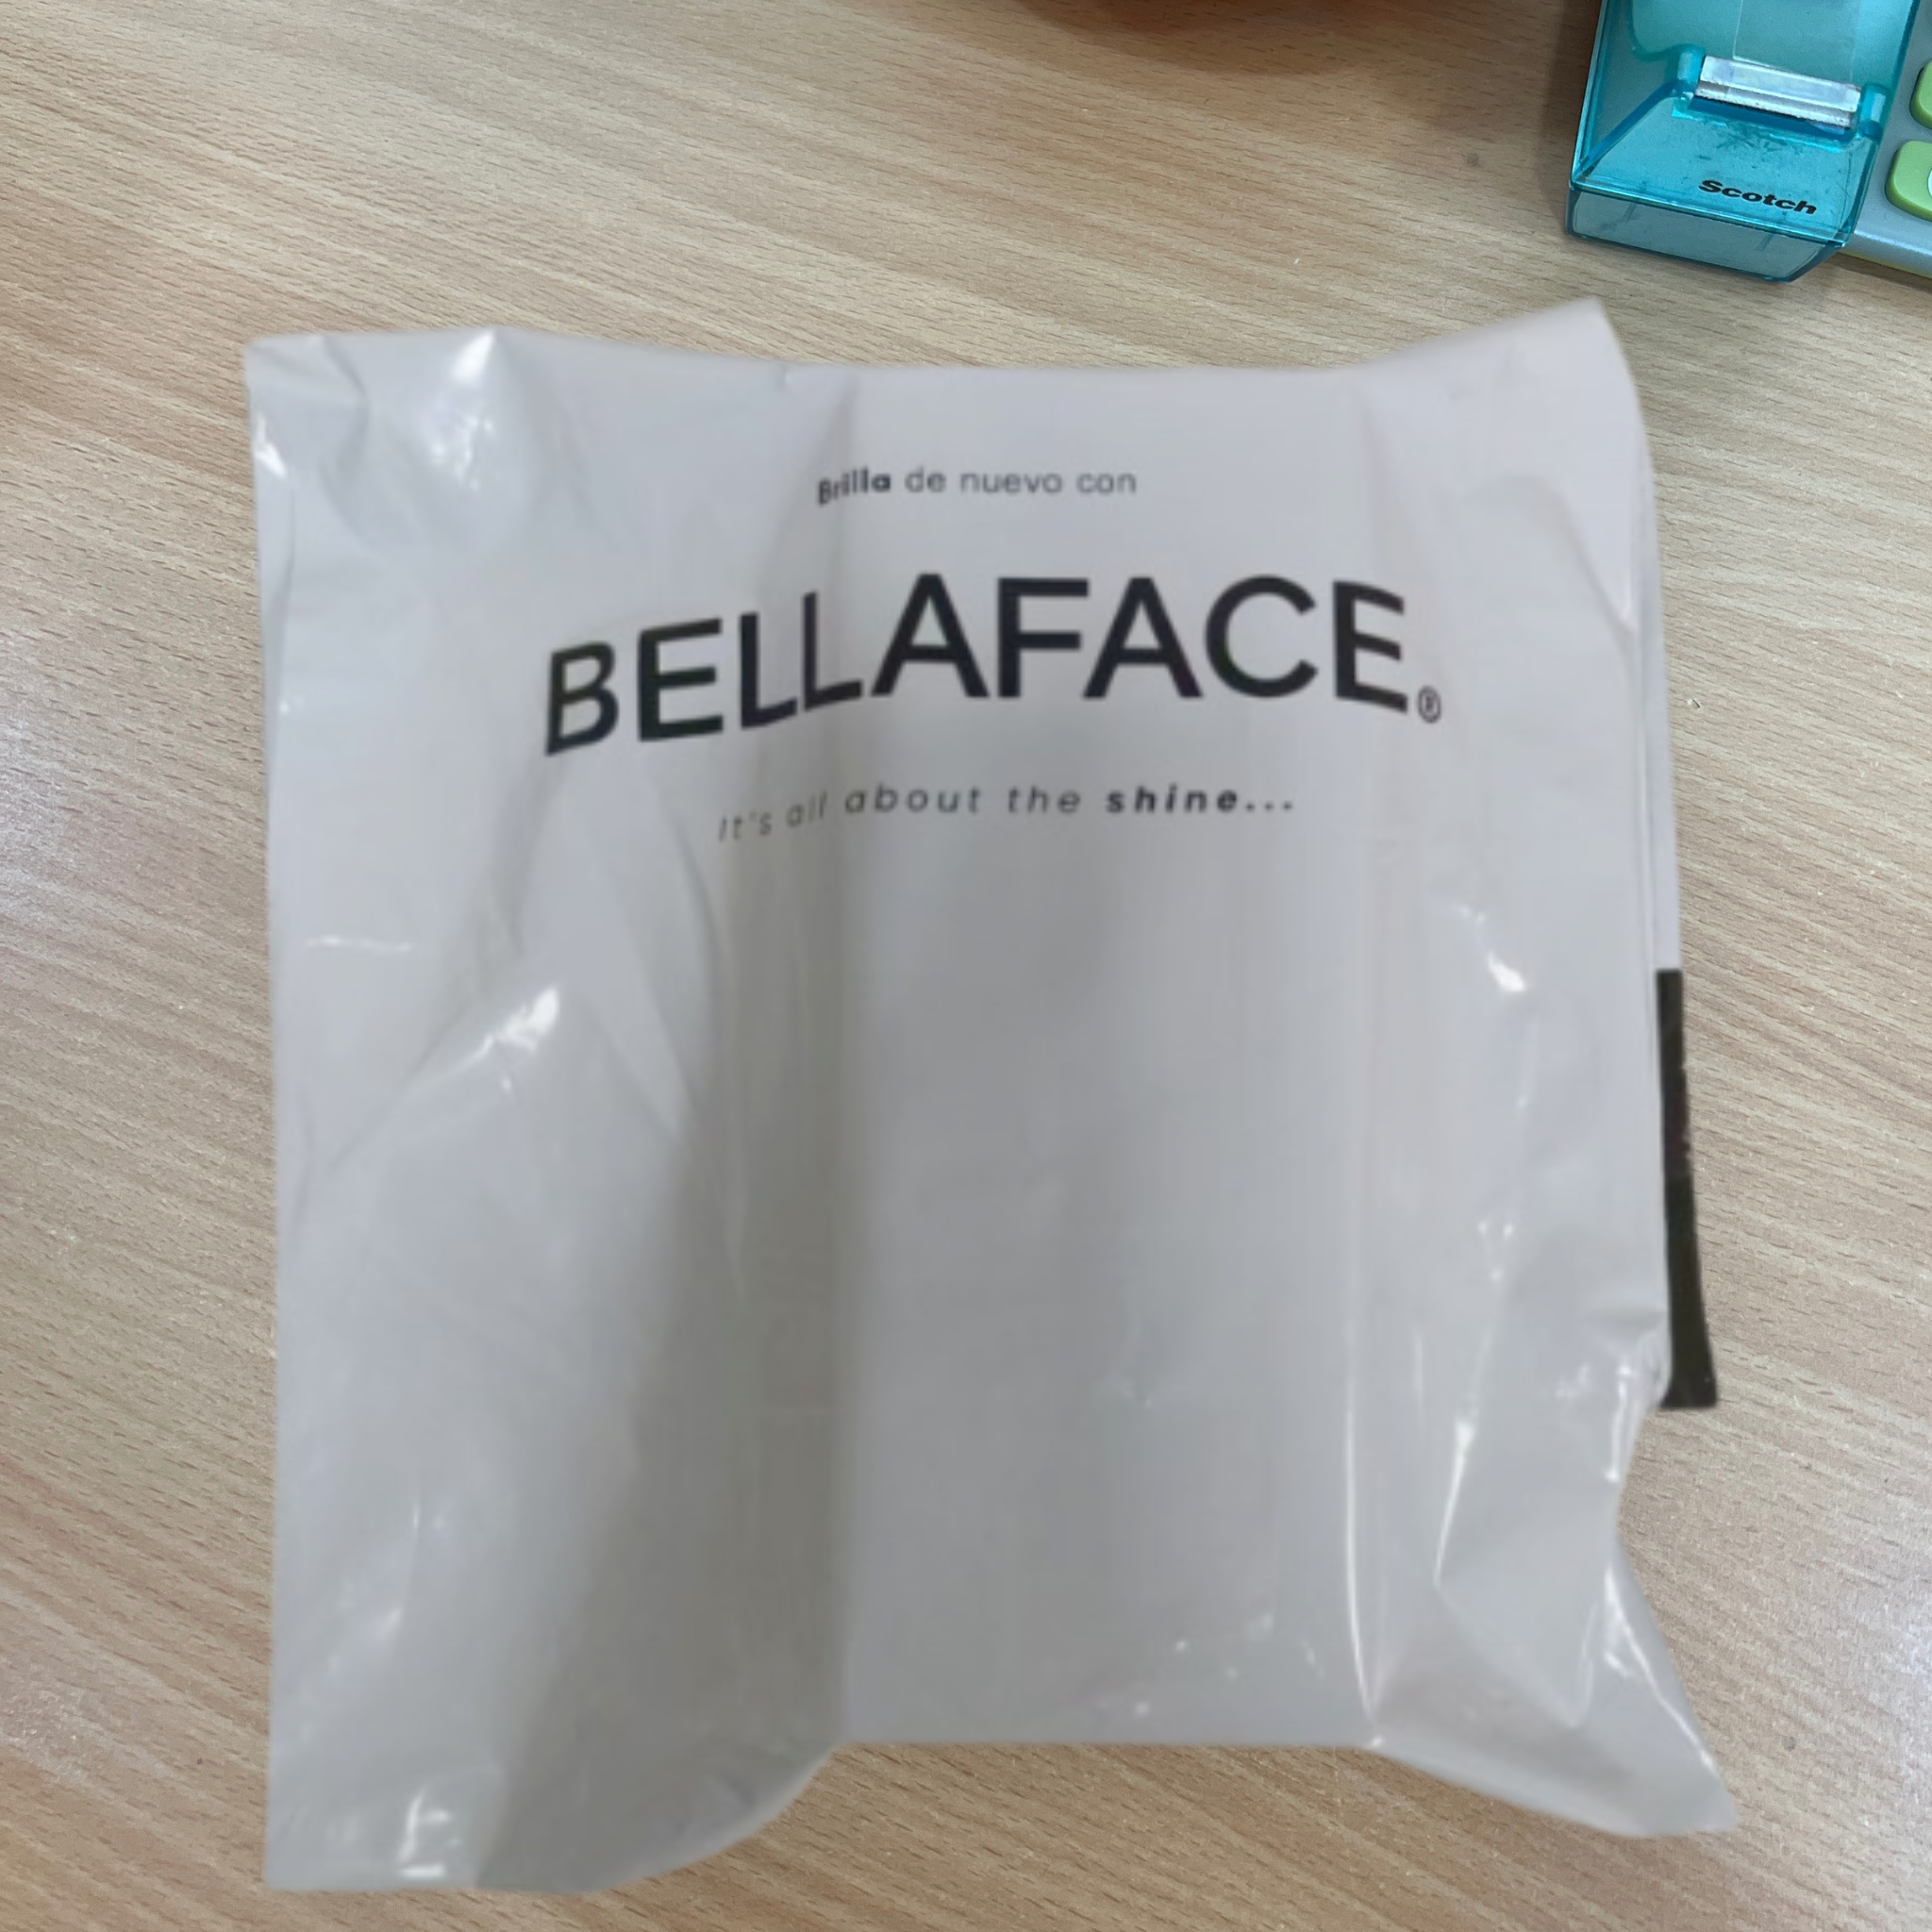 Scotch
Brilla de nuevo con
BELLAFACE®
It's all about the shine...